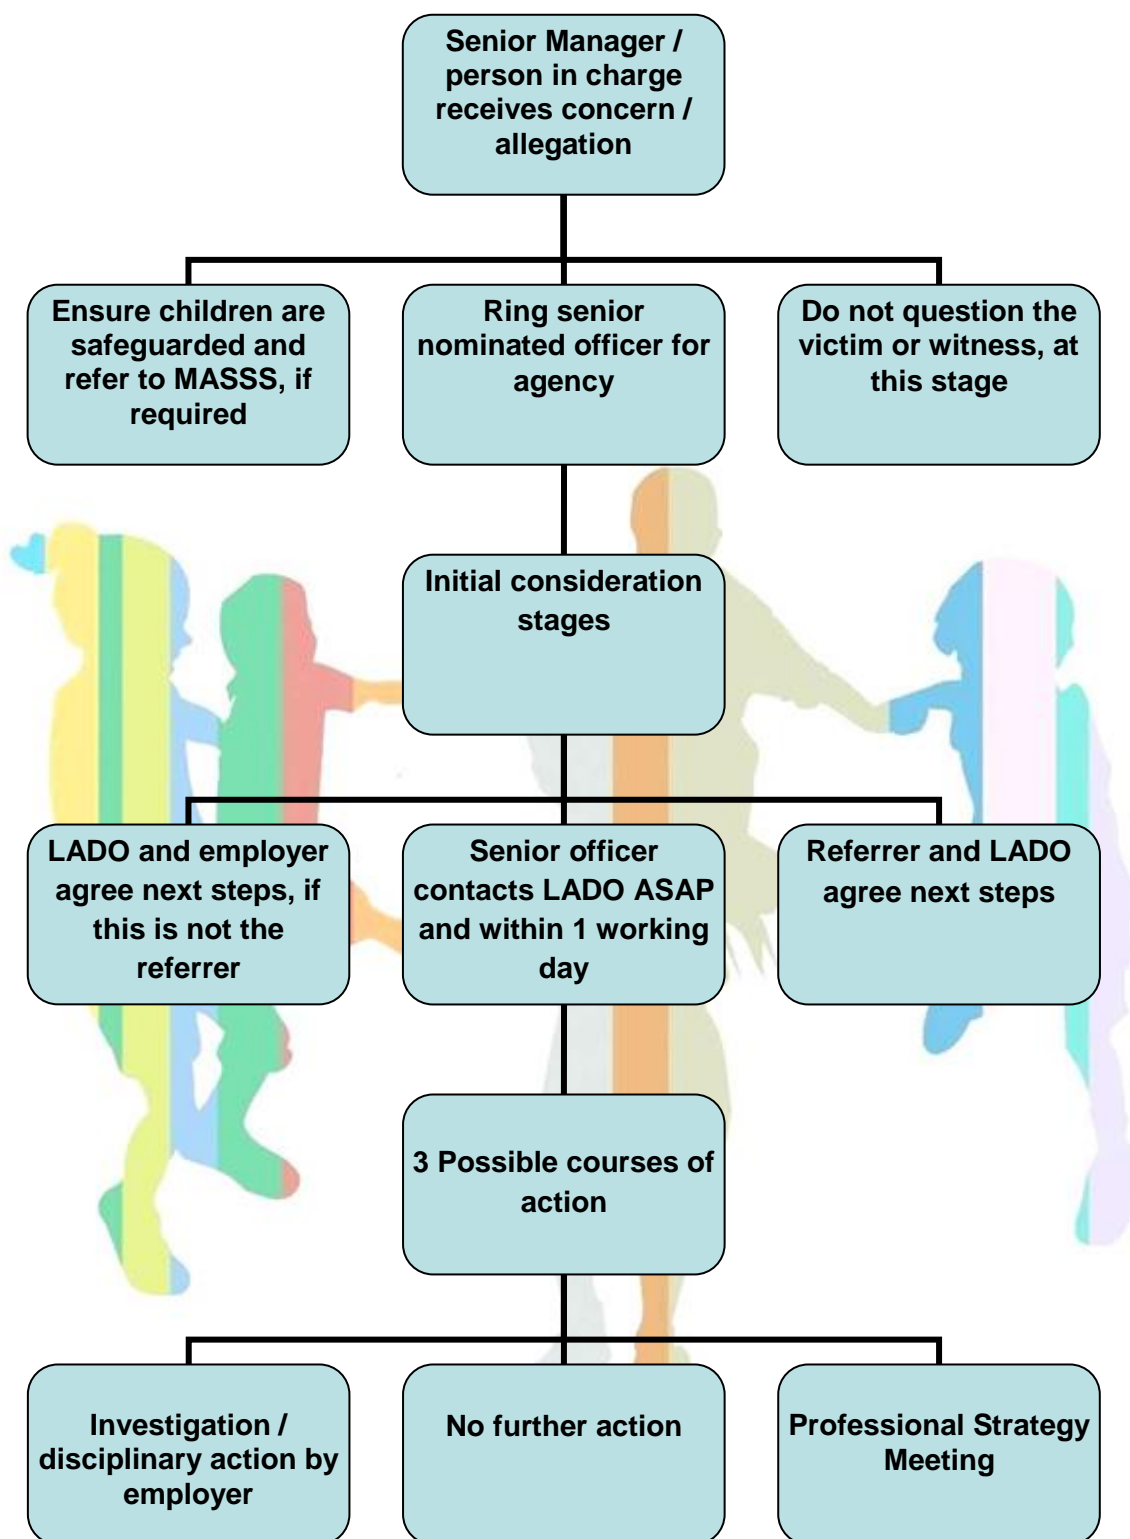 Senior Manager /
person in charge
receives concern /
allegation
Ensure children are
safeguarded and
refer to MASSS, if
required
Ring senior
nominated officer for
agency
Do not question the
victim or witness, at
this stage
Initial consideration
stages
LADO and employer
agree next steps, if
this is not the
referrer
Senior officer
contacts LADO ASAP
and within 1 working
day
Referrer and LADO
agree next steps
3 Possible courses of
action
Investigation /
disciplinary action by
employer
No further action
Professional Strategy
Meeting